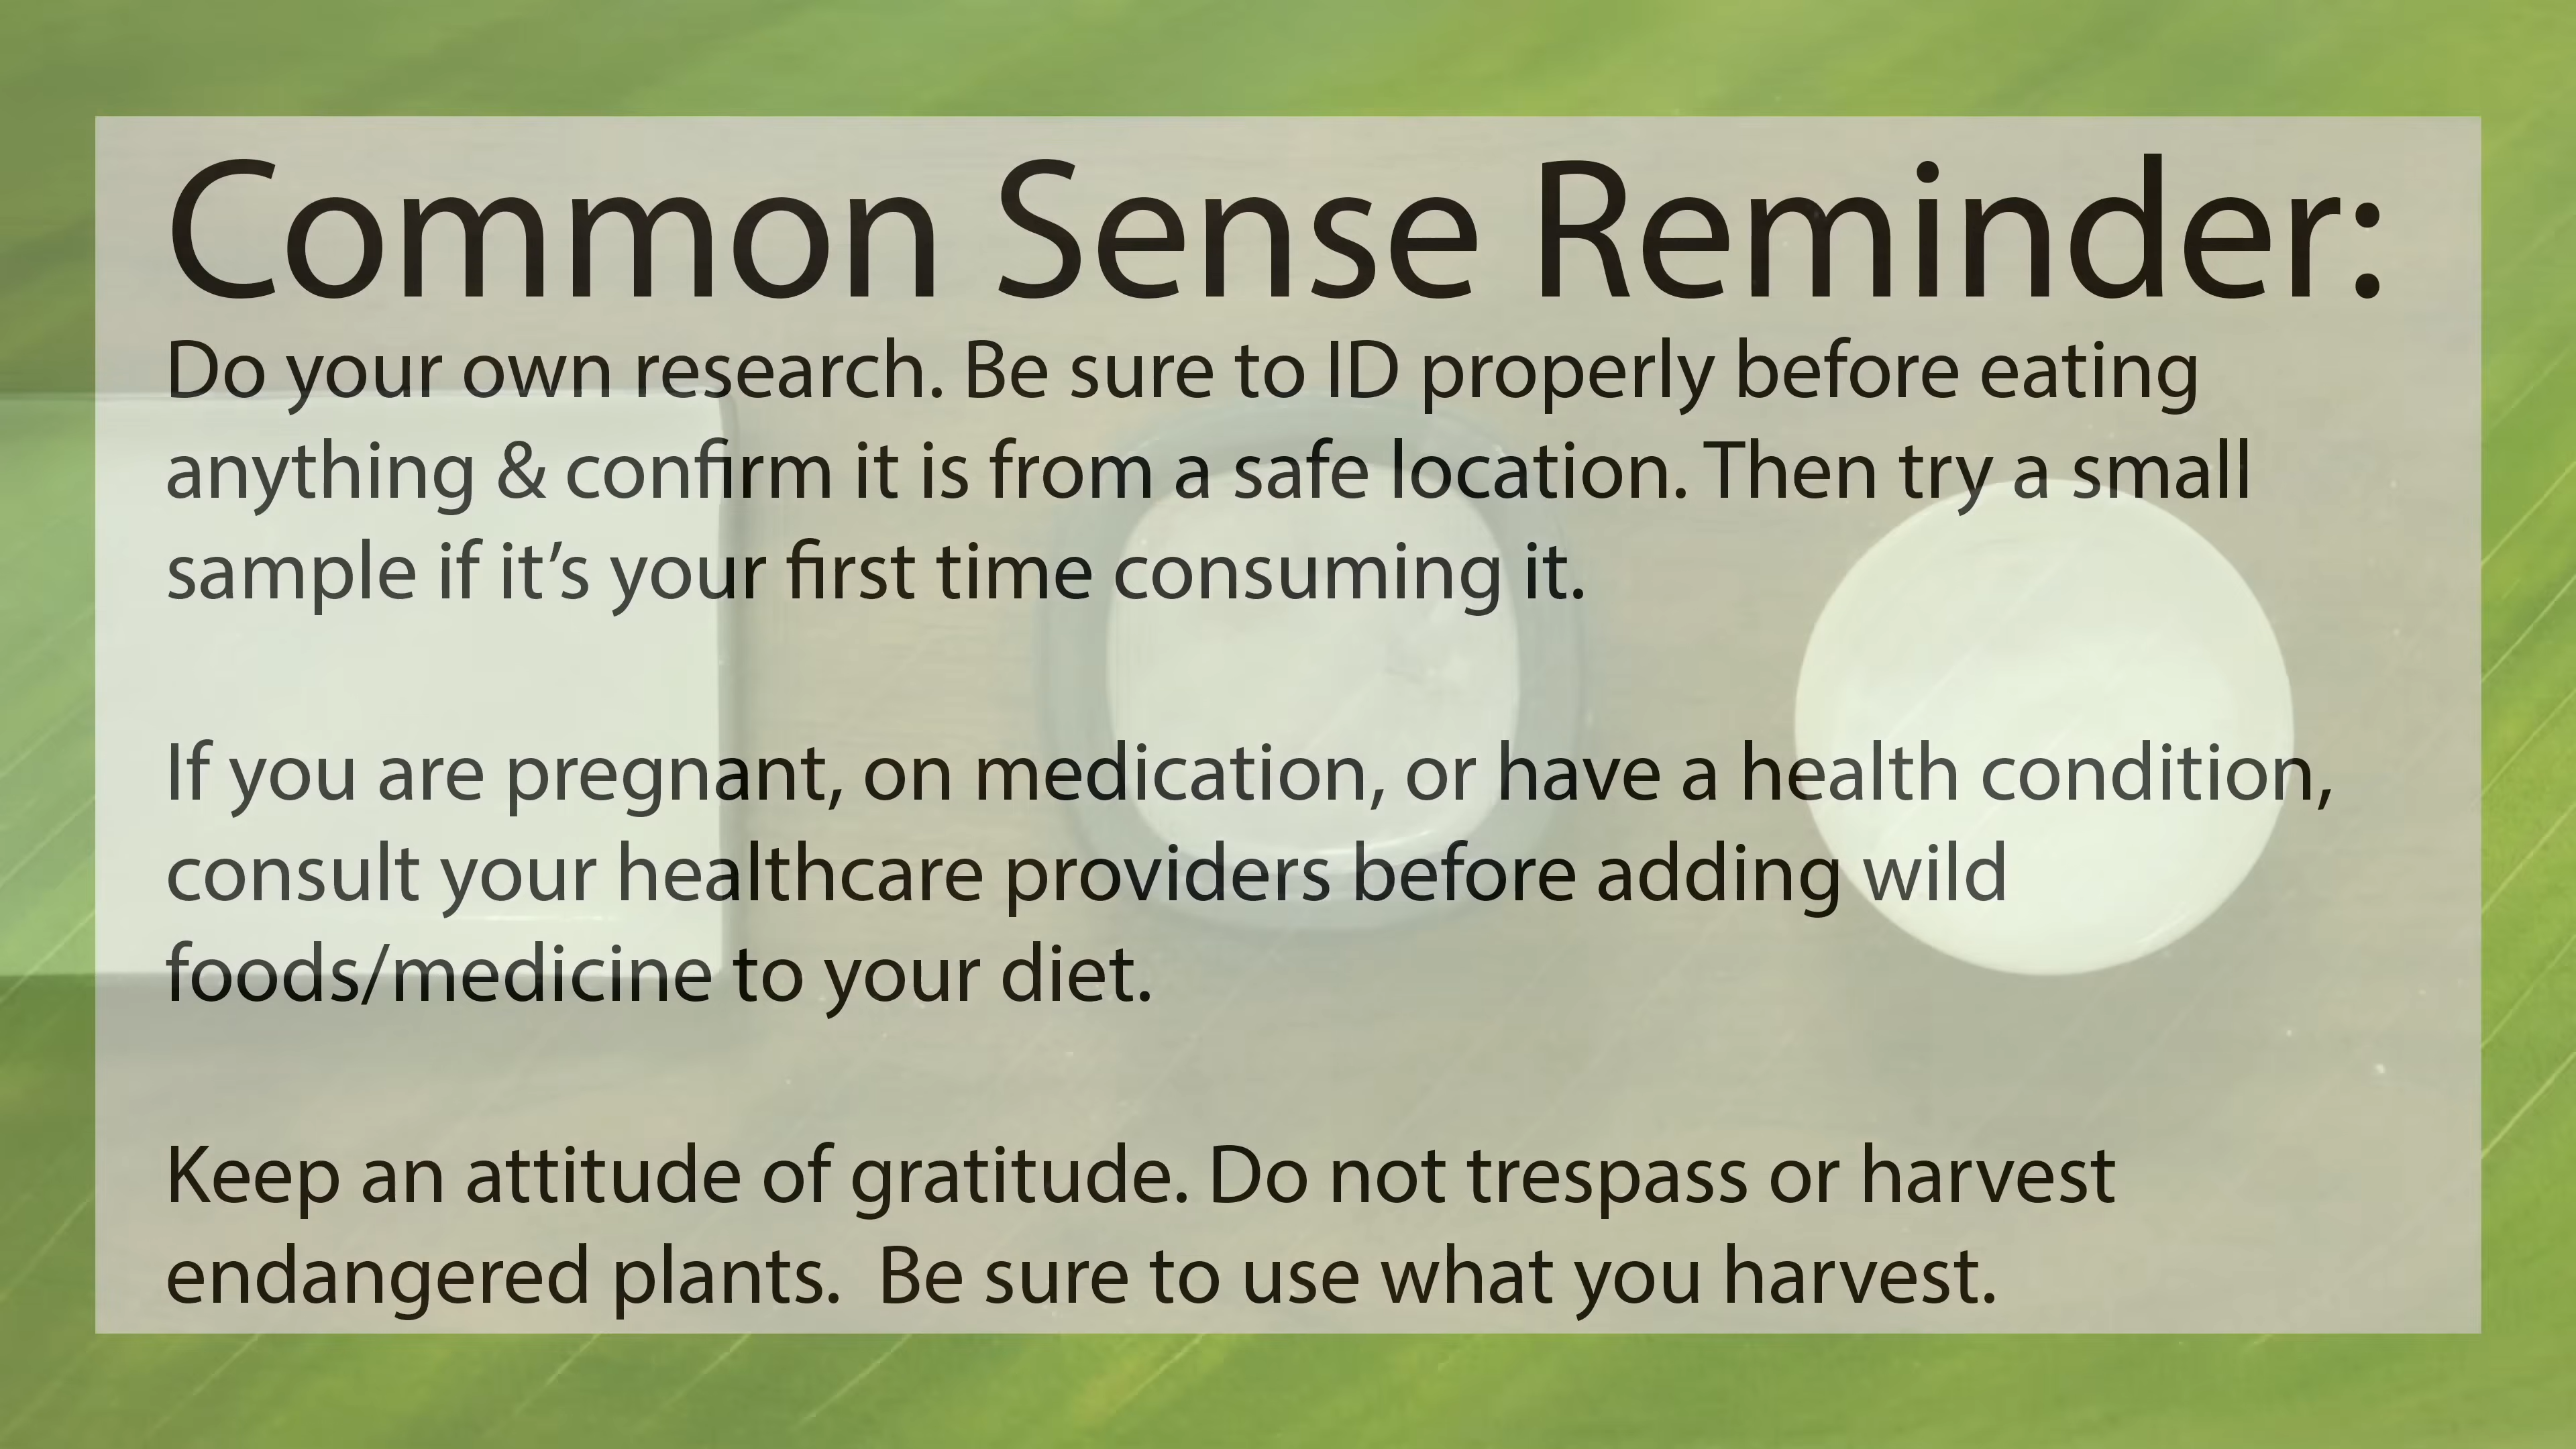 Common Sense Reminder:
Do your own research. Be sure to ID properly before eating
anything & confirm it is from a safe location. Then try a small
sample if it’s your first time consuming it.
If you are pregnant, on medication, or have a health condition,
consult your healthcare providers before adding wild
foods/medicine to your diet.
Keep an attitude of gratitude. Do not trespass or harvest
endangered plants.  Be sure to use what you harvest.